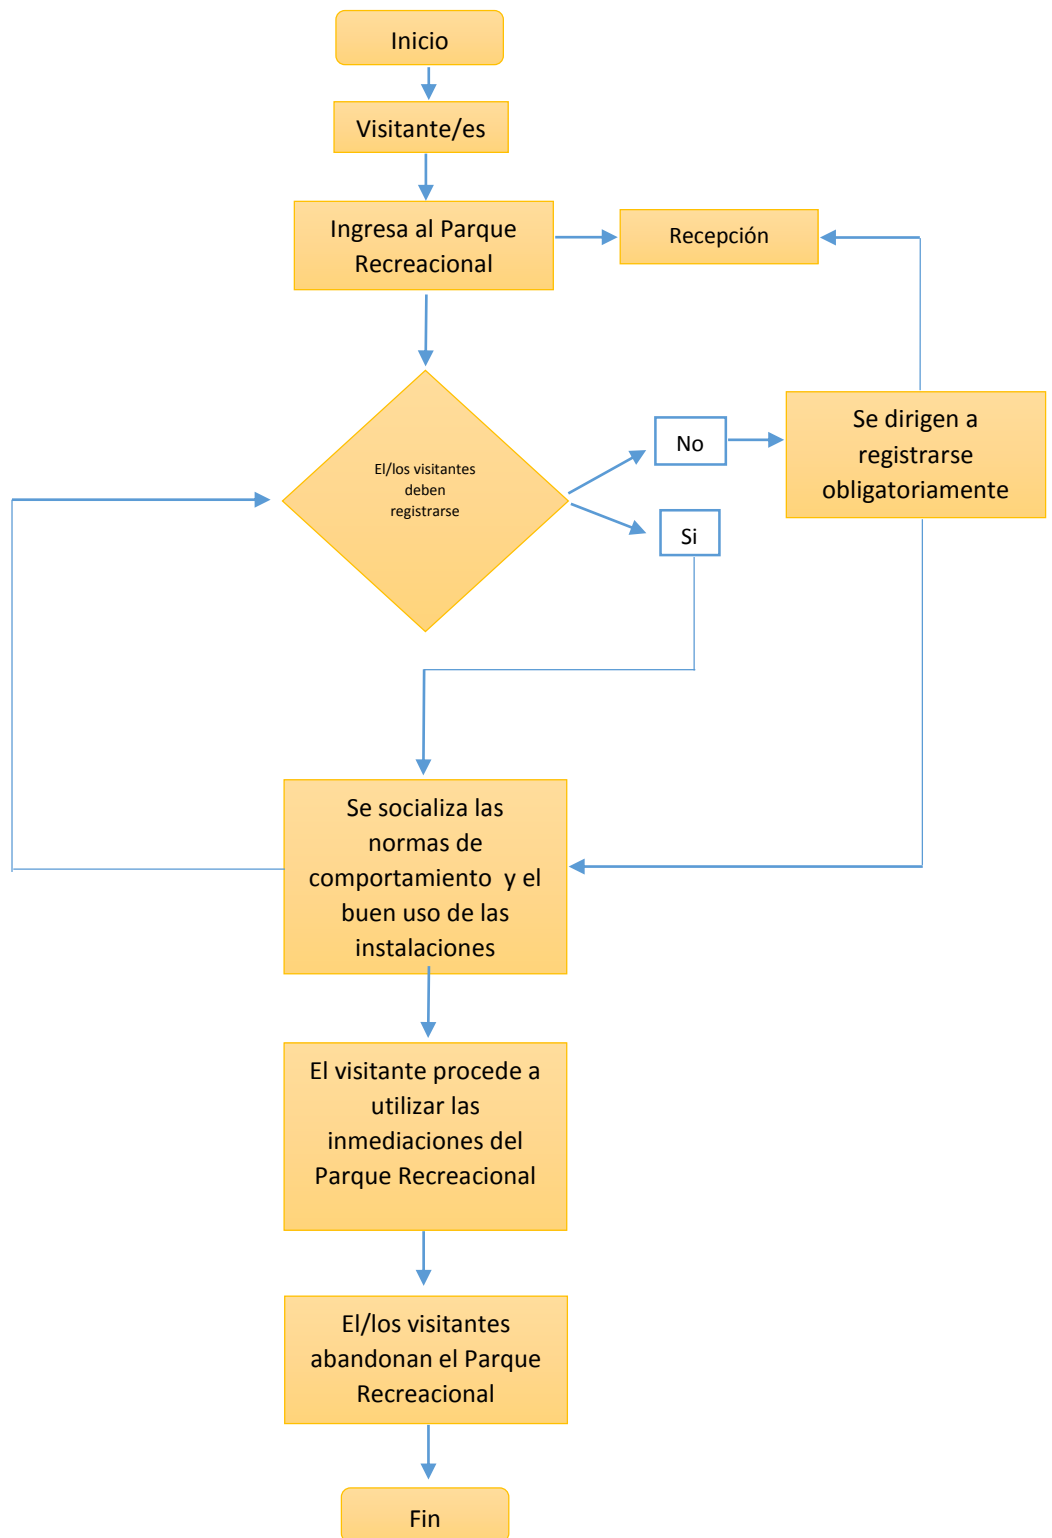 Inicio
Visitante/es
Ingresa al Parque
Recreacional
Recepción
El/los visitantes
deben
registrarse
No
Si
Se dirigen a
registrarse
obligatoriamente
Se socializa las
normas de
comportamiento y el
buen uso de las
instalaciones
El visitante procede a
utilizar las
inmediaciones del
Parque Recreacional
El/los visitantes
abandonan el Parque
Recreacional
Fin